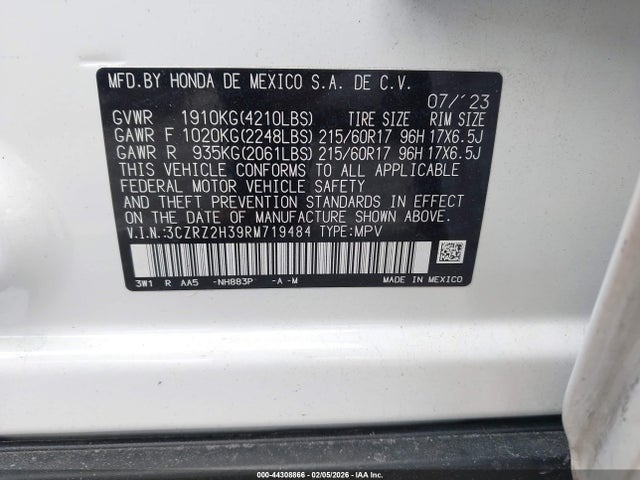 MFD.BY HONDA DE MEXICO S.A. DE C.V.
07/'23
GVWR 1910KG(4210LBS) TIRE SIZE RIM SIZE
GAWR F 1020KG(2248LBS) 215/60R17 96H 17X6.5J
GAWR R 935KG(2061LBS) 215/60R17 96H 17X6.5J
THIS VEHICLE CONFORMS TO ALL APPLICABLE
FEDERAL MOTOR VEHICLE SAFETY
AND THEFT PREVENTION STANDARDS IN EFFECT
ON THE DATE OF MANUFACTURE SHOWN ABOVE.
V.I.N.:3CZRZ2H39RM719484 TYPE:MPV
3W1 R AA5 -NH883P -A -M MADE IN MEXICO
000-44308866 - 02/05/2026 - IAA Inc.